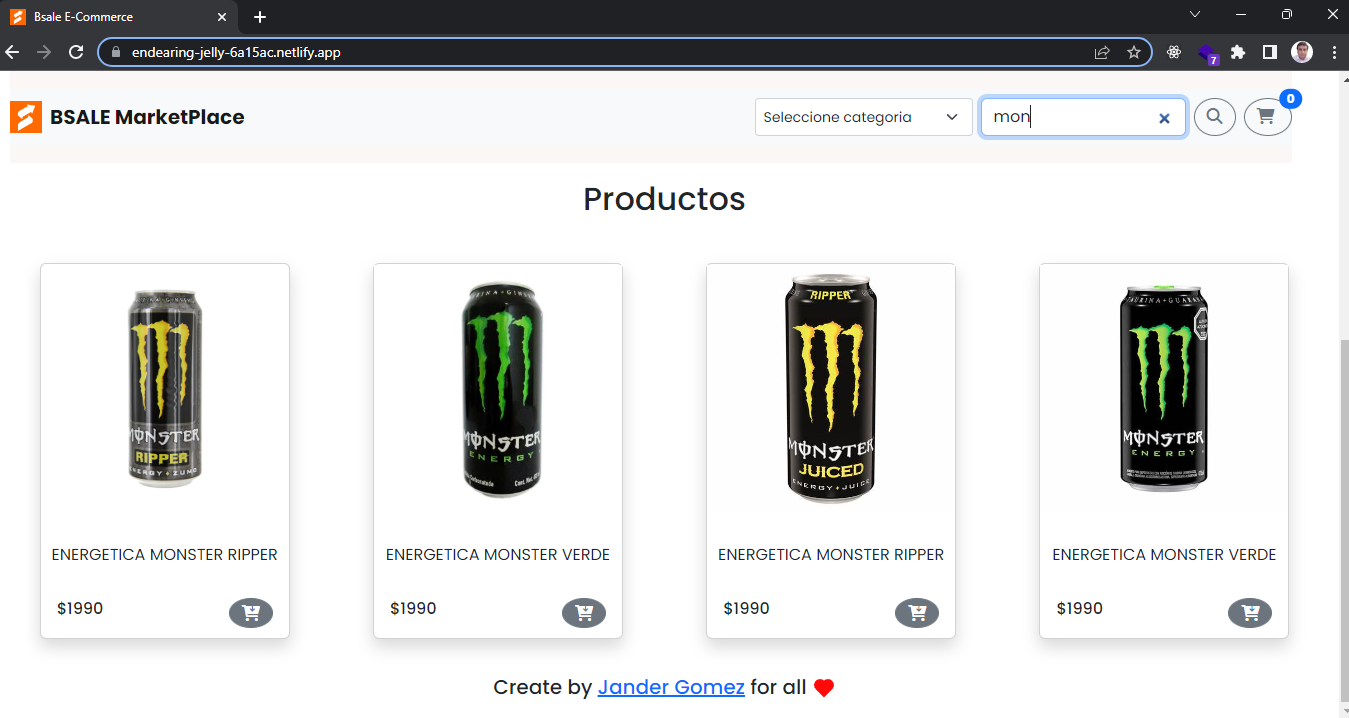 Bsale E-Commerce
endearing-jelly-6a15ac.netlify.app
7
BSALE MarketPlace
Seleccione categoria
mon
0
Productos
MONSTER
RIPPER
ENERGY+ZUMO
MONSTER
ENERGY
RIPPER
MONSTER
JUICED
ENERGY+JUICE
TAURINA+GUARANA
MONSTER
ENERGY
ENERGETICA MONSTER RIPPER
ENERGETICA MONSTER VERDE
ENERGETICA MONSTER RIPPER
ENERGETICA MONSTER VERDE
$1990
$1990
$1990
$1990
Create by Jander Gomez for all